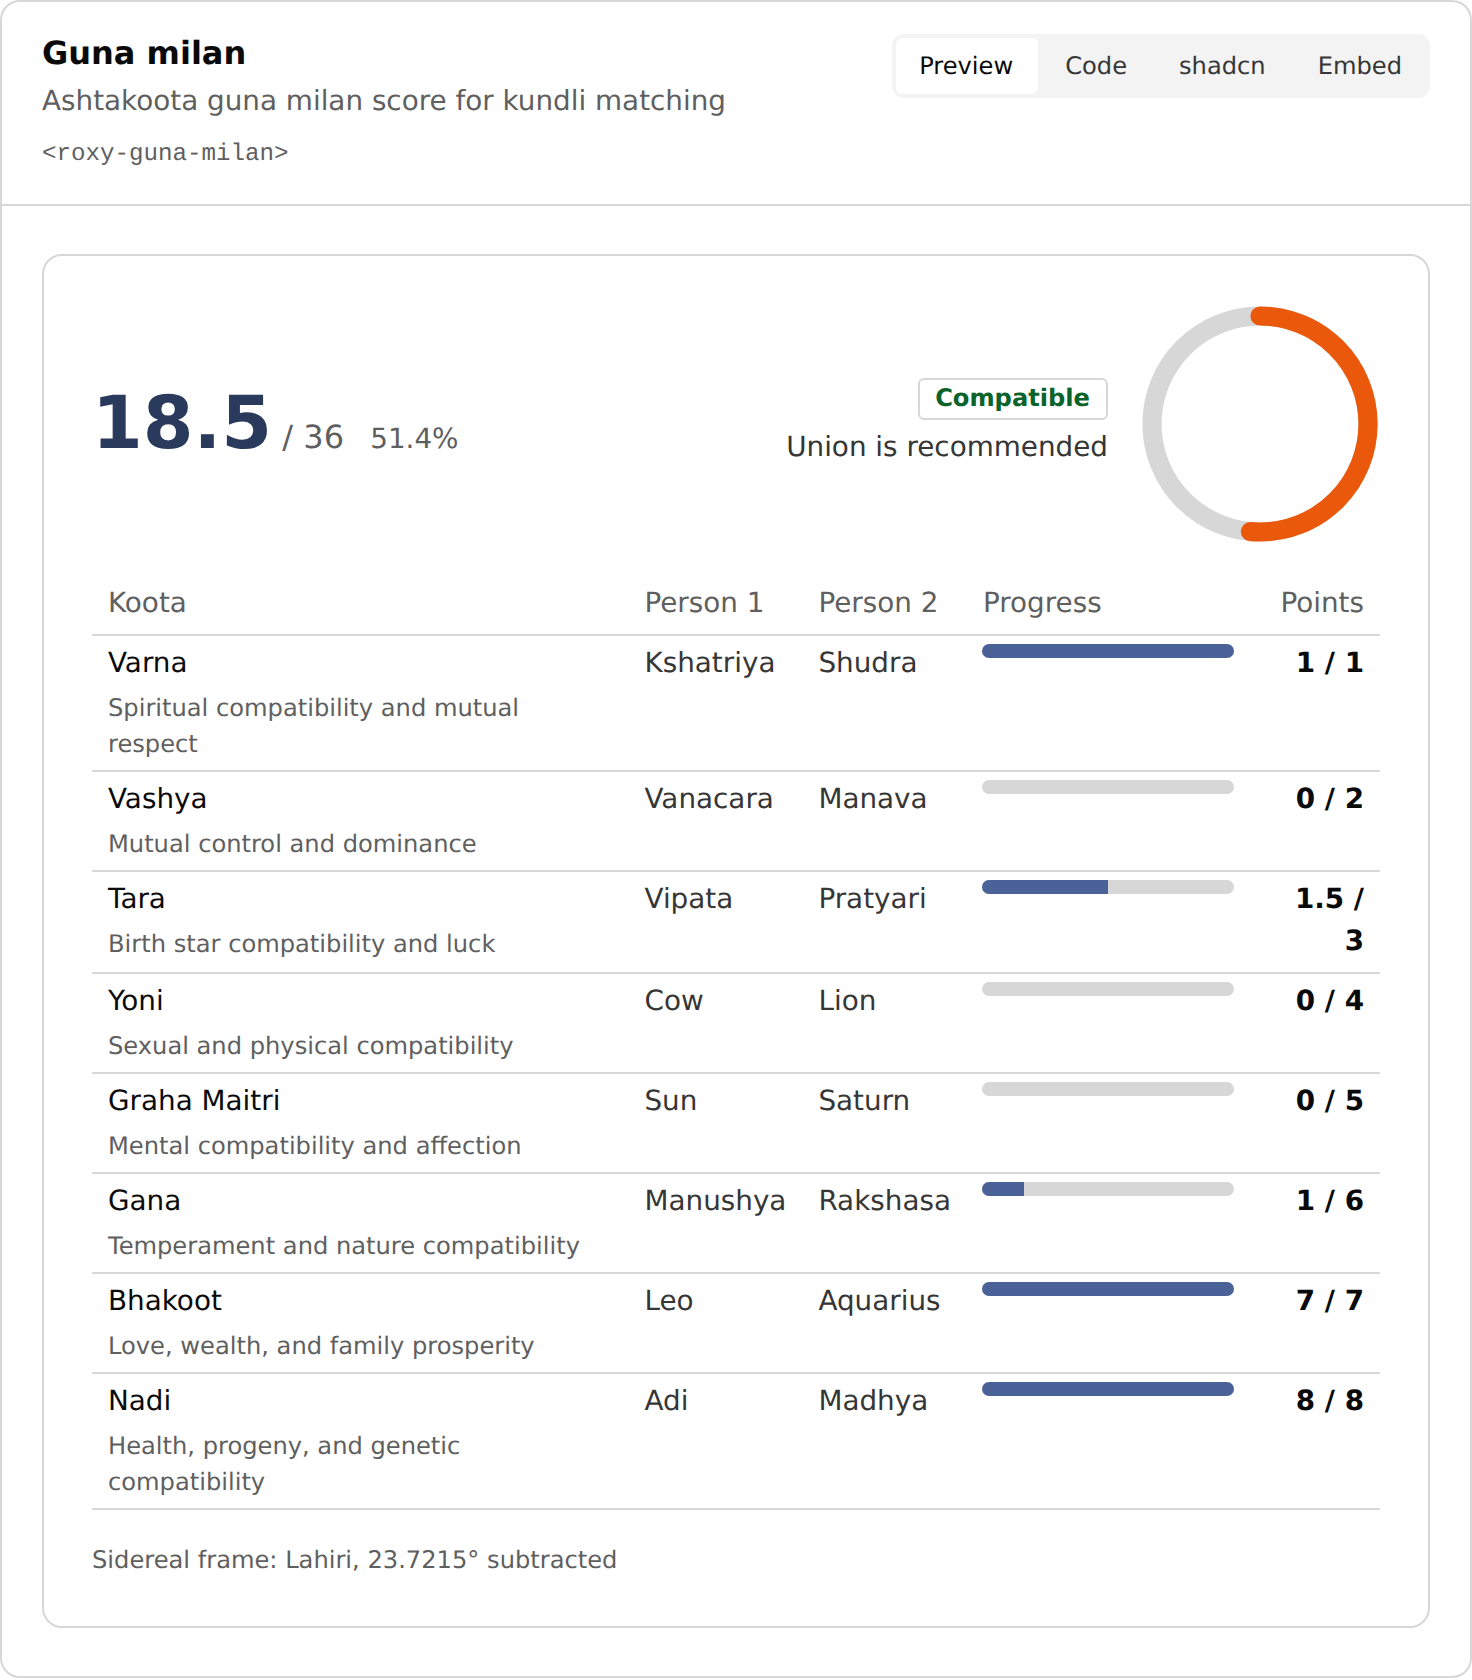 Guna milan
Preview Code shadcn Embed
Ashtakoota guna milan score for kundli matching
<roxy-guna-milan>
18.5 / 36 51.4%
Compatible
Union is recommended
Koota Person 1 Person 2 Progress Points
Varna Kshatriya Shudra 1 / 1
Spiritual compatibility and mutual
respect
Vashya Vanacara Manava 0 / 2
Mutual control and dominance
Tara Vipata Pratyari 1.5 /
3
Birth star compatibility and luck
Yoni Cow Lion 0 / 4
Sexual and physical compatibility
Graha Maitri Sun Saturn 0 / 5
Mental compatibility and affection
Gana Manushya Rakshasa 1 / 6
Temperament and nature compatibility
Bhakoot Leo Aquarius 7 / 7
Love, wealth, and family prosperity
Nadi Adi Madhya 8 / 8
Health, progeny, and genetic
compatibility
Sidereal frame: Lahiri, 23.7215° subtracted